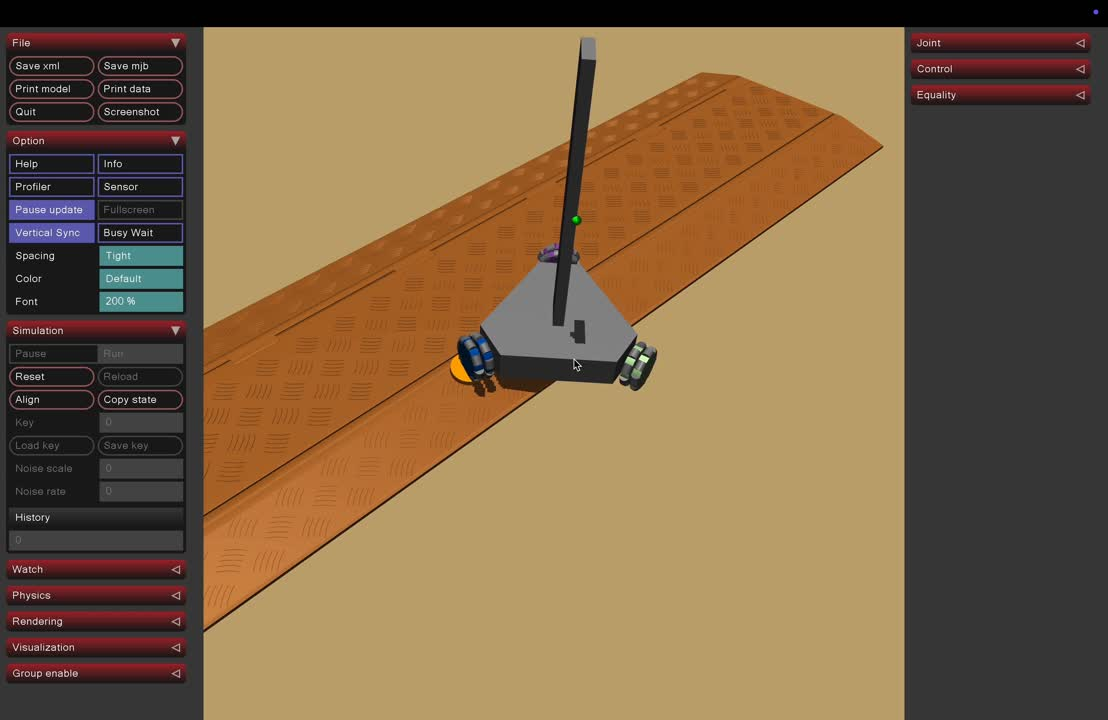 File
Save xml Save mjb
Print model Print data
Quit Screenshot
Option
Help Info
Profiler Sensor
Pause update Fullscreen
Vertical Sync Busy Wait
Spacing Tight
Color Default
Font 200 %
Simulation
Pause Run
Reset Reload
Align Copy state
Key 0
Load key Save key
Noise scale 0
Noise rate 0
History
0
Watch
Physics
Rendering
Visualization
Group enable
Joint
Control
Equality